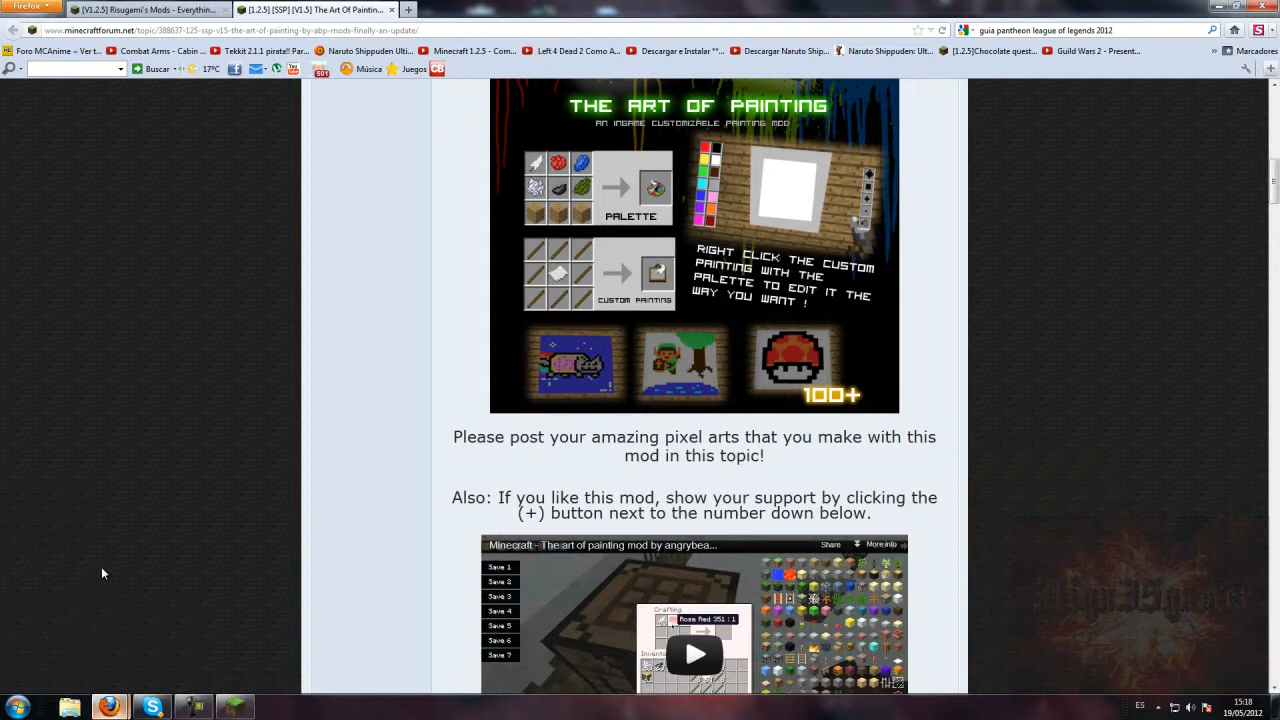 Firefox
[V1.2.5] Risugami's Mods - Everythin...
[1.2.5] [SSP] [V1.5] The Art Of Paintin...
www.minecraftforum.net/topic/388637-125-ssp-v15-the-art-of-painting-by-abp-mods-finally-an-update/
guia pantheon league of legends 2012
Foro MCAnime ~ Ver t...
Combat Arms - Cabin ...
Tekkit 2.1.1 pirata!! Par...
Naruto Shippuden Ulti...
Minecraft 1.2.5 - Com...
Left 4 Dead 2 Como A...
Descargar e Instalar **...
Descargar Naruto Ship...
Naruto Shippuden: Ult...
[1.2.5]Chocolate quest...
Guild Wars 2 - Present...
Marcadores
Buscar
17°C
501
Música
Juegos
CB
THE ART OF PAINTING
AN INGAME CUSTOMIZABLE PAINTING MOD
PALETTE
CUSTOM PAINTING
RIGHT CLICK THE CUSTOM
PAINTING WITH THE
PALETTE TO EDIT IT THE
WAY YOU WANT !
100+
Please post your amazing pixel arts that you make with this
mod in this topic!
Also: If you like this mod, show your support by clicking the
(+) button next to the number down below.
Minecraft - The art of painting mod by angrybea...
Share
More info
Save 1
Save 2
Save 3
Save 4
Save 5
Save 6
Save 7
Crafting
Rose Red 351 : 1
ES
15:18
19/05/2012